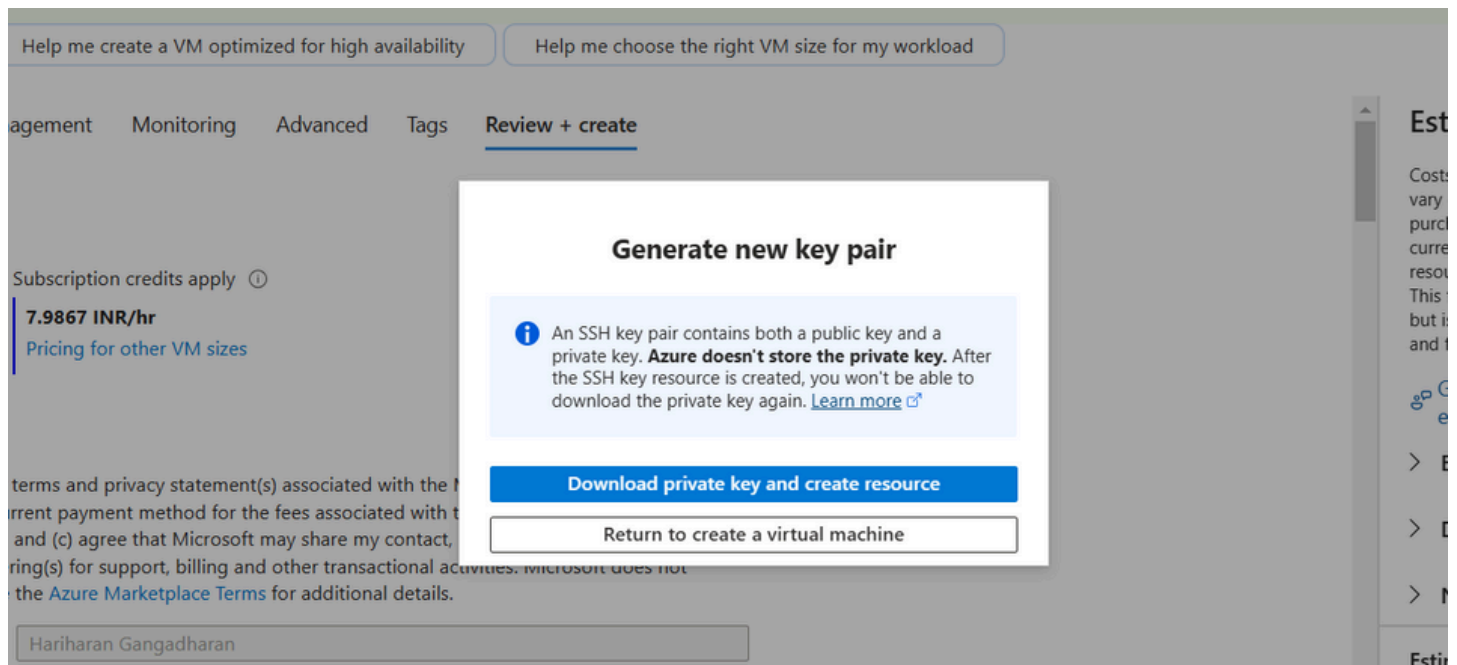 Help me create a VM optimized for high availability
Help me choose the right VM size for my workload
agement Monitoring Advanced Tags Review + create
Subscription credits apply
7.9867 INR/hr
Pricing for other VM sizes
terms and privacy statement(s) associated with the
rrent payment method for the fees associated with t
and (c) agree that Microsoft may share my contact,
ring(s) for support, billing and other transactional activities. Microsoft does not
the Azure Marketplace Terms for additional details.
Hariharan Gangadharan
Generate new key pair
An SSH key pair contains both a public key and a
private key. Azure doesn't store the private key. After
the SSH key resource is created, you won't be able to
download the private key again. Learn more
Download private key and create resource
Return to create a virtual machine
Est
Costs
vary
purcl
curre
resou
This
but is
and f
G
e
E
D
N
Estir